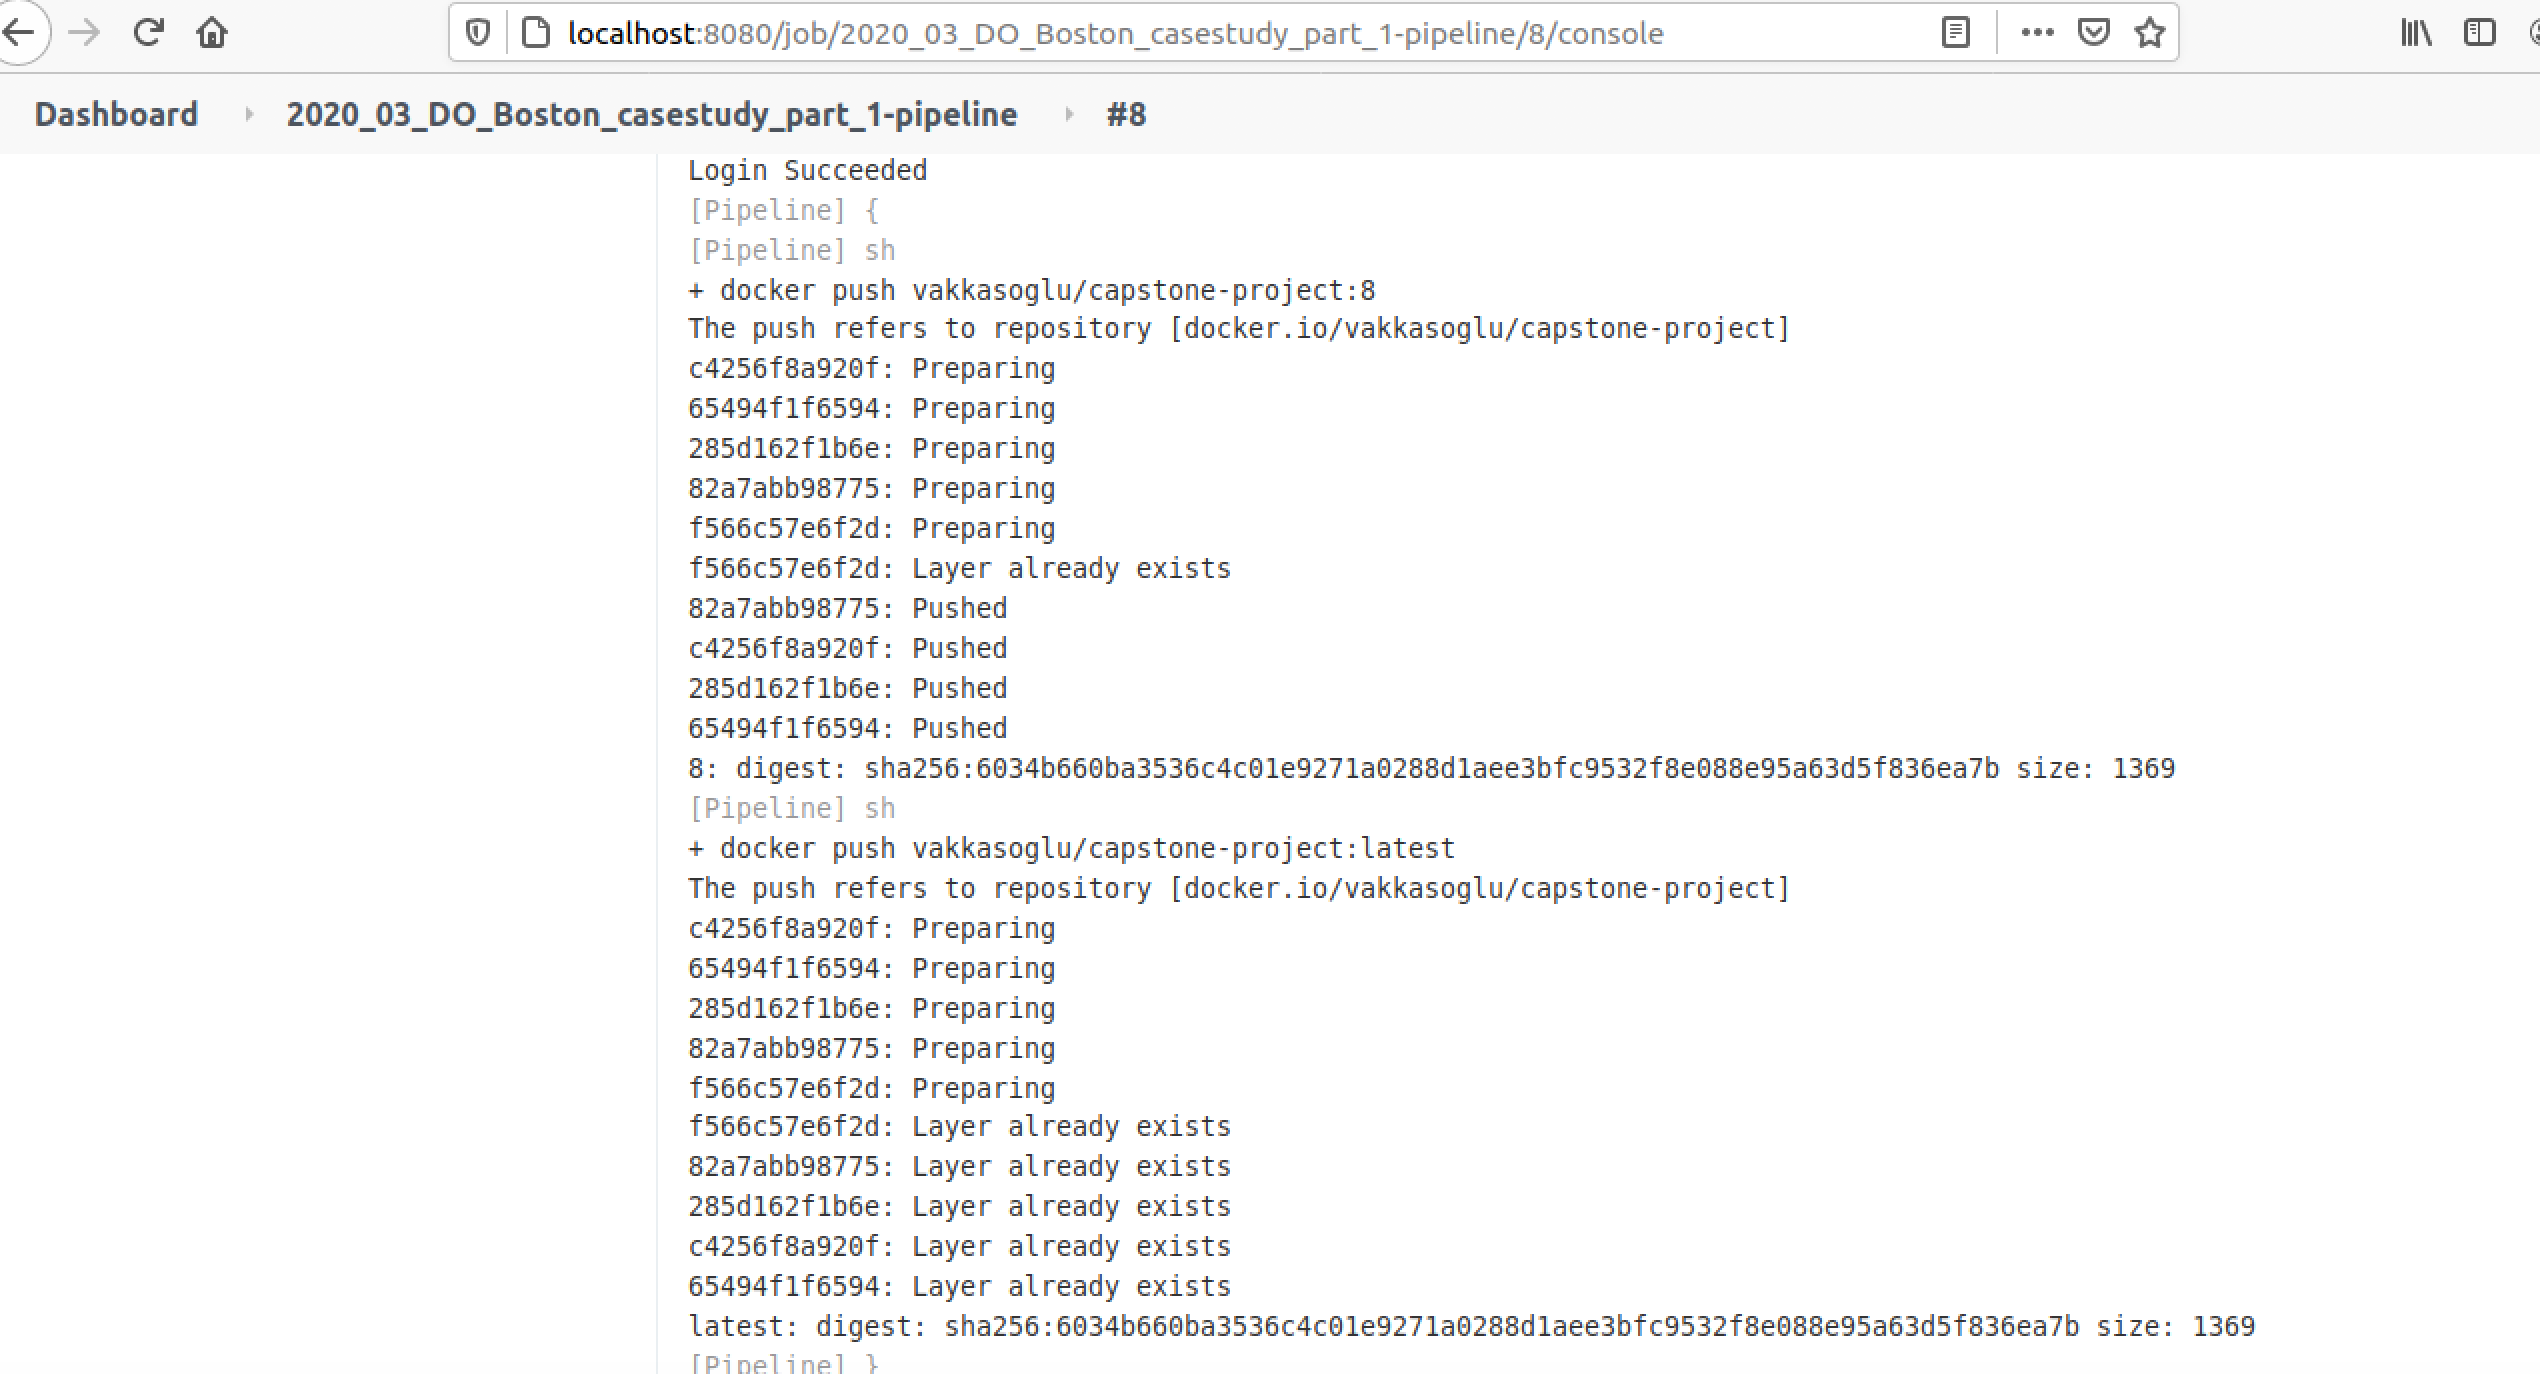 localhost:8080/job/2020_03_DO_Boston_casestudy_part_1-pipeline/8/console
Dashboard 2020_03_DO_Boston_casestudy_part_1-pipeline #8
Login Succeeded
[Pipeline] {
[Pipeline] sh
+ docker push vakkasoglu/capstone-project:8
The push refers to repository [docker.io/vakkasoglu/capstone-project]
c4256f8a920f: Preparing
65494f1f6594: Preparing
285d162f1b6e: Preparing
82a7abb98775: Preparing
f566c57e6f2d: Preparing
f566c57e6f2d: Layer already exists
82a7abb98775: Pushed
c4256f8a920f: Pushed
285d162f1b6e: Pushed
65494f1f6594: Pushed
8: digest: sha256:6034b660ba3536c4c01e9271a0288d1aee3bfc9532f8e088e95a63d5f836ea7b size: 1369
[Pipeline] sh
+ docker push vakkasoglu/capstone-project:latest
The push refers to repository [docker.io/vakkasoglu/capstone-project]
c4256f8a920f: Preparing
65494f1f6594: Preparing
285d162f1b6e: Preparing
82a7abb98775: Preparing
f566c57e6f2d: Preparing
f566c57e6f2d: Layer already exists
82a7abb98775: Layer already exists
285d162f1b6e: Layer already exists
c4256f8a920f: Layer already exists
65494f1f6594: Layer already exists
latest: digest: sha256:6034b660ba3536c4c01e9271a0288d1aee3bfc9532f8e088e95a63d5f836ea7b size: 1369
[Pipeline] }